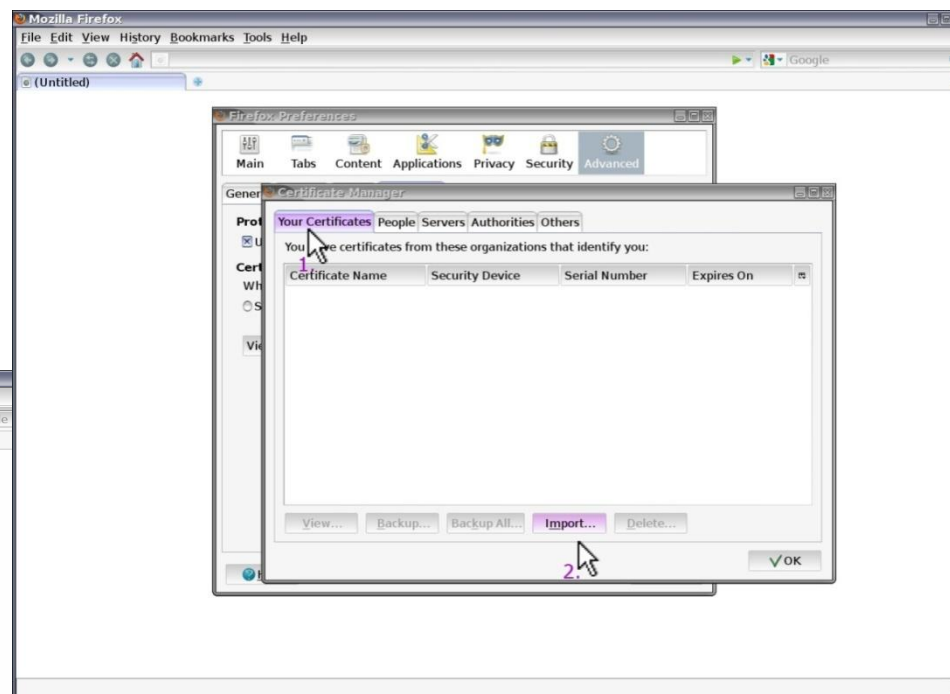 Mozilla Firefox
File Edit View History Bookmarks Tools Help
Google
(Untitled)
Firefox Preferences
Main Tabs Content Applications Privacy Security Advanced
Gener
Certificate Manager
Prot
Your Certificates People Servers Authorities Others
U
You have certificates from these organizations that identify you:
1.
Cert
Certificate Name Security Device Serial Number Expires On
Wh
S
Vie
View... Backup... Backup All... Import... Delete...
2.
OK
H
e